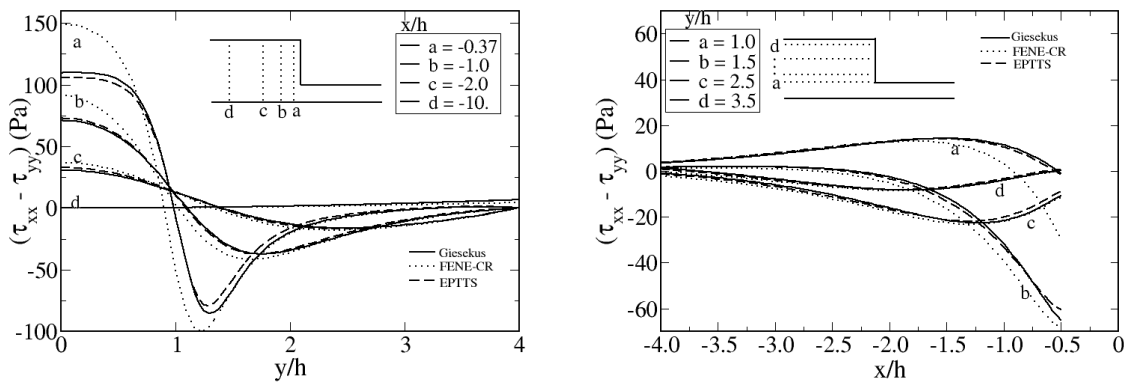 150
100
50
0
-50
-100
(τxx - τyy) (Pa)
0
1
2
3
4
y/h
x/h
a = -0.37
b = -1.0
c = -2.0
d = -10.
d
c
b
a
a
b
c
d
Giesekus
FENE-CR
EPTTS
60
40
20
0
-20
-40
-60
(τxx - τyy) (Pa)
-4.0
-3.5
-3.0
-2.5
-2.0
-1.5
-1.0
-0.5
0
x/h
y/h
a = 1.0
b = 1.5
c = 2.5
d = 3.5
d
a
Giesekus
FENE-CR
EPTTS
a
d
c
b